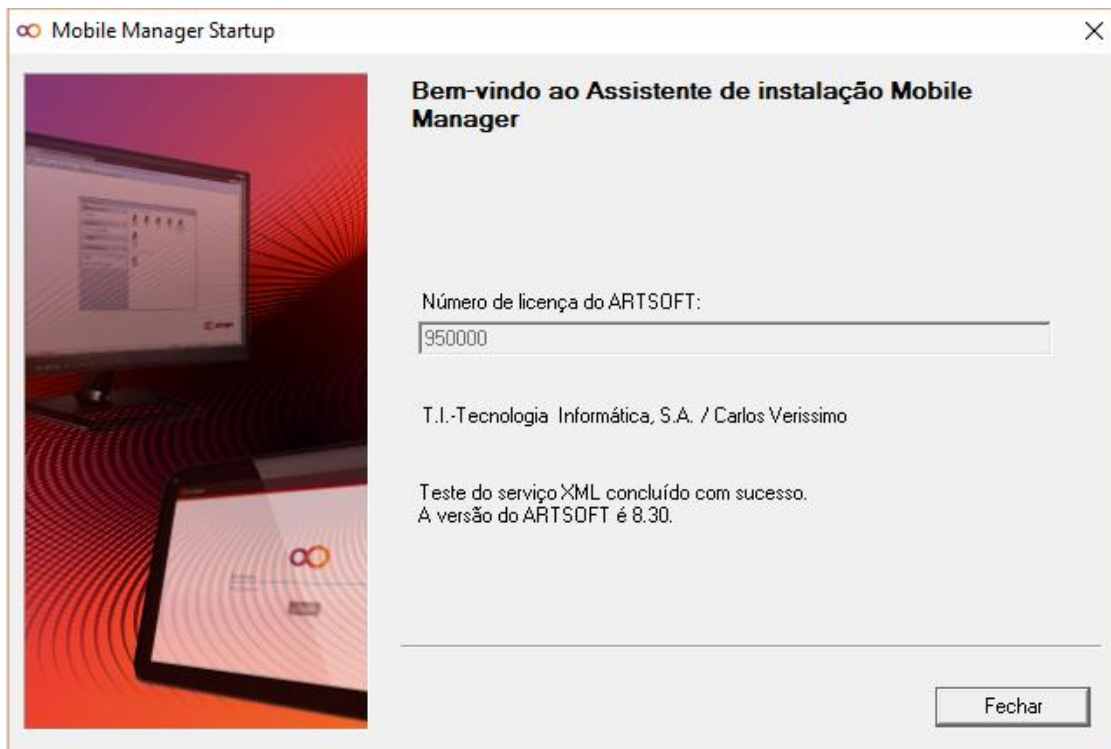 Mobile Manager Startup
Bem-vindo ao Assistente de instalação Mobile
Manager
Número de licença do ARTSOFT:
950000
T.I.-Tecnologia Informática, S.A. / Carlos Verissimo
Teste do serviço XML concluído com sucesso.
A versão do ARTSOFT é 8.30.
Fechar